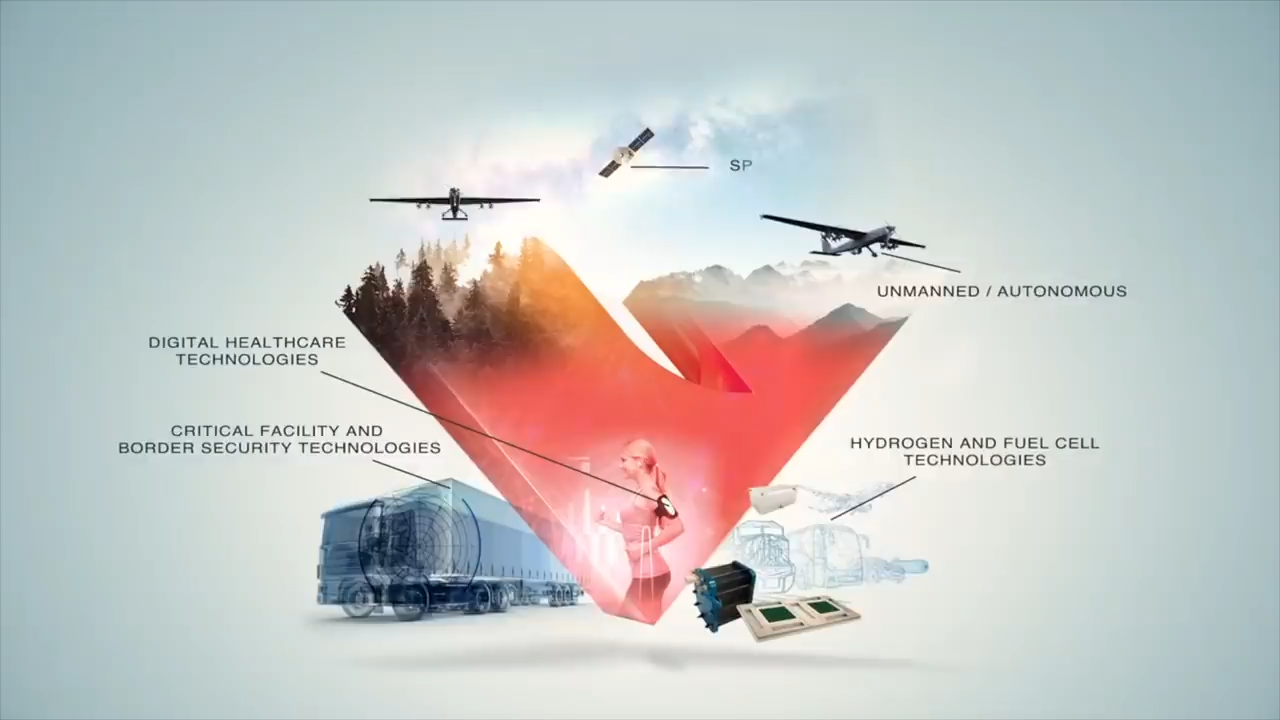 SP
UNMANNED / AUTONOMOUS
DIGITAL HEALTHCARE
TECHNOLOGIES
CRITICAL FACILITY AND
BORDER SECURITY TECHNOLOGIES
HYDROGEN AND FUEL CELL
TECHNOLOGIES